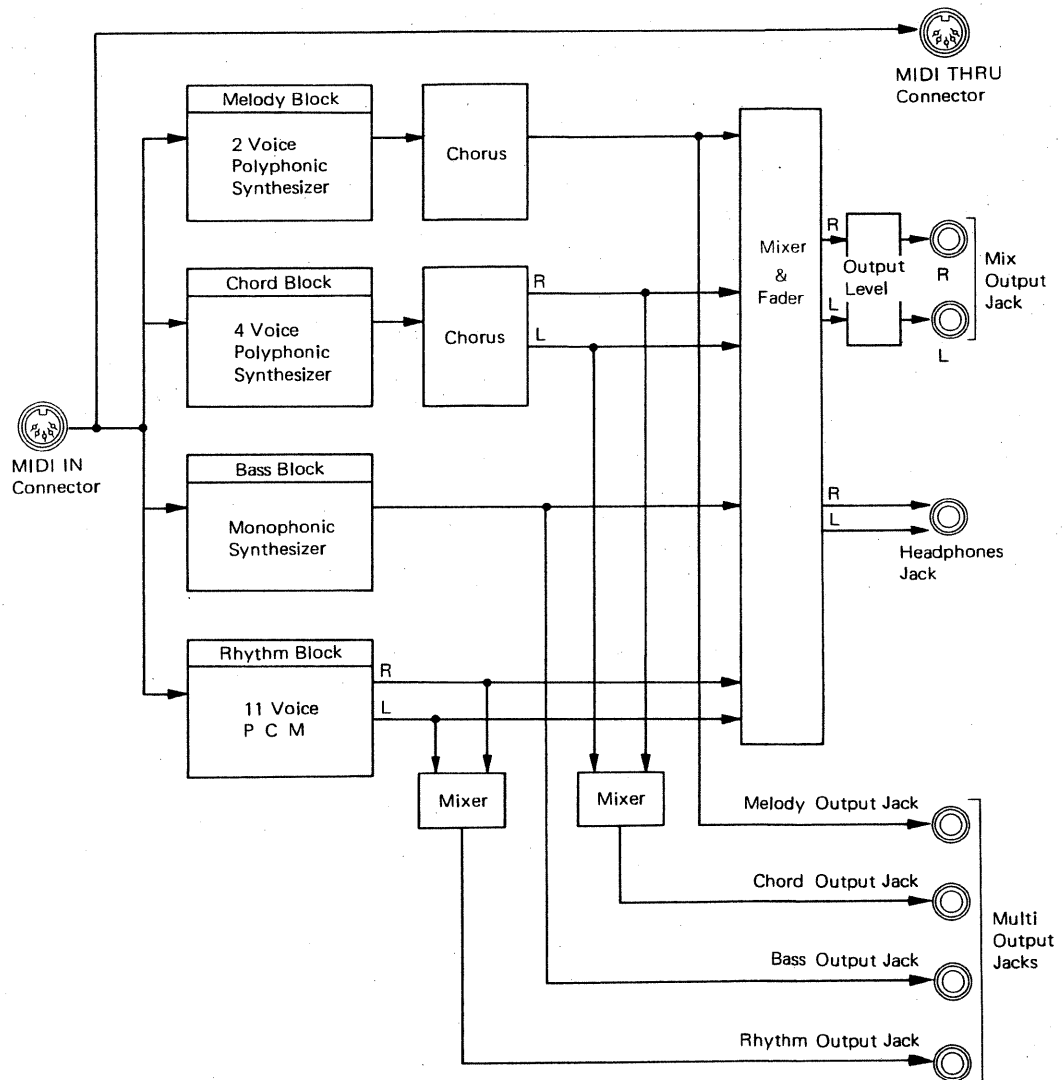 MIDI THRU
Connector
Melody Block
2 Voice
Polyphonic
Synthesizer
Chorus
Chord Block
4 Voice
Polyphonic
Synthesizer
Chorus
R
L
Mixer
&
Fader
R
L
Output
Level
R
L
Mix
Output
Jack
MIDI IN
Connector
Bass Block
Monophonic
Synthesizer
R
L
Headphones
Jack
Rhythm Block
11 Voice
P C M
R
L
Mixer
Mixer
Melody Output Jack
Chord Output Jack
Bass Output Jack
Rhythm Output Jack
Multi
Output
Jacks